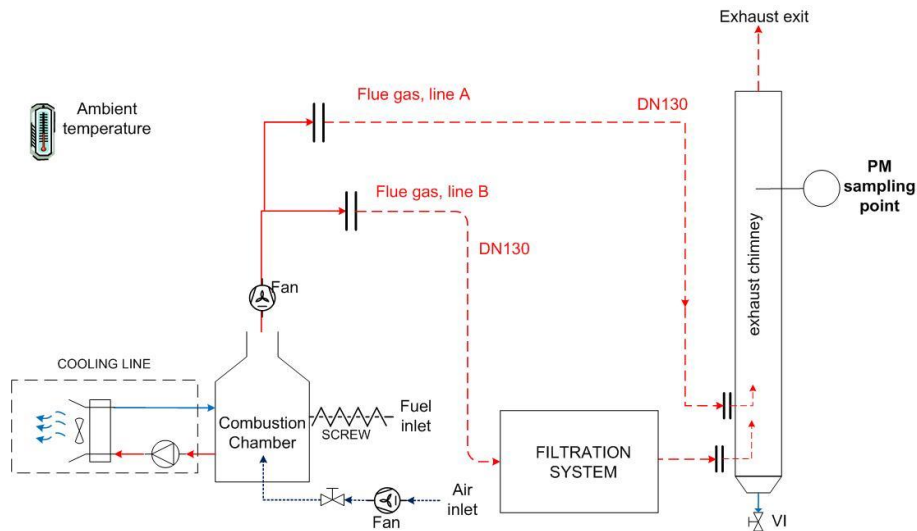 Exhaust exit
Ambient
temperature
Flue gas, line A
DN130
PM
sampling
point
Flue gas, line B
DN130
exhaust chimney
Fan
COOLING LINE
Combustion
Chamber
Fuel
inlet
SCREW
FILTRATION
SYSTEM
Air
inlet
Fan
VI